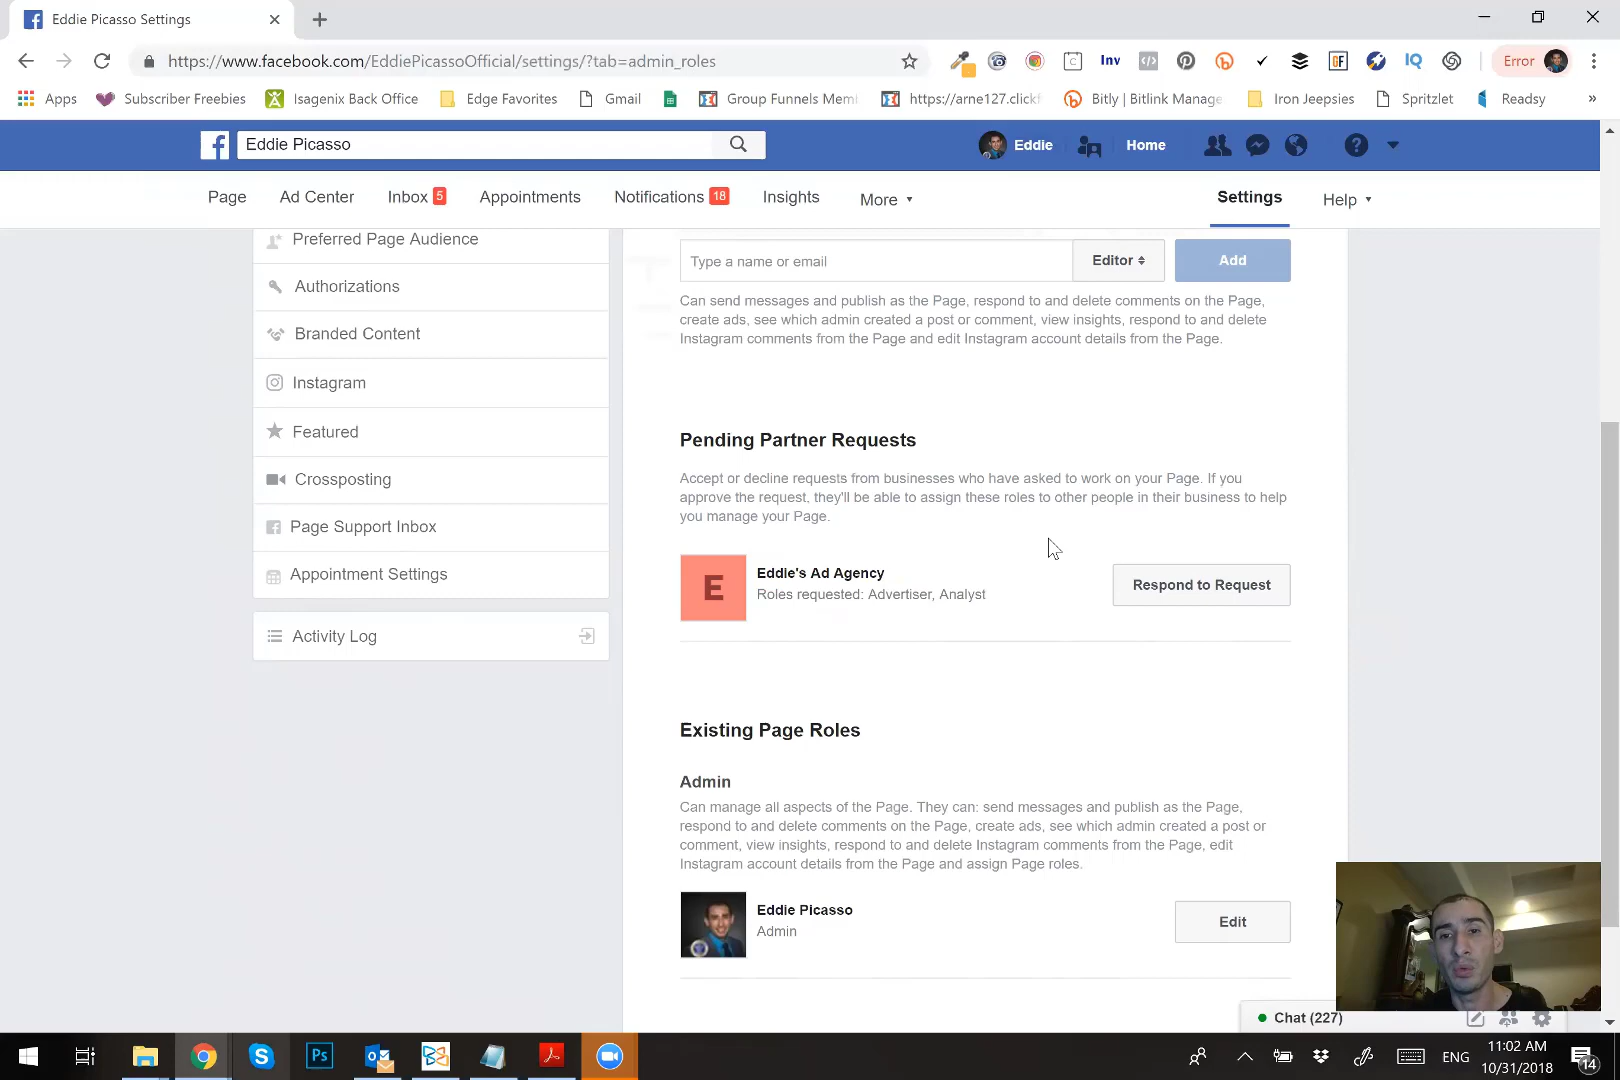 Eddie Picasso Settings
https://www.facebook.com/EddiePicassoOfficial/settings/?tab=admin_roles
Inv
IQ
Error
Apps
Subscriber Freebies
Isagenix Back Office
Edge Favorites
Gmail
Group Funnels Mem
https://arne127.clickf
Bitly | Bitlink Manage
Iron Jeepsies
Spritzlet
Readsy
»
Eddie Picasso
Eddie
Home
Page
Ad Center
Inbox 5
Appointments
Notifications 18
Insights
More
Settings
Help
Preferred Page Audience
Authorizations
Branded Content
Instagram
Featured
Crossposting
Page Support Inbox
Appointment Settings
Activity Log
Type a name or email
Editor
Add
Can send messages and publish as the Page, respond to and delete comments on the Page,
create ads, see which admin created a post or comment, view insights, respond to and delete
Instagram comments from the Page and edit Instagram account details from the Page.
Pending Partner Requests
Accept or decline requests from businesses who have asked to work on your Page. If you
approve the request, they'll be able to assign these roles to other people in their business to help
you manage your Page.
E
Eddie's Ad Agency
Roles requested: Advertiser, Analyst
Respond to Request
Existing Page Roles
Admin
Can manage all aspects of the Page. They can: send messages and publish as the Page,
respond to and delete comments on the Page, create ads, see which admin created a post or
comment, view insights, respond to and delete Instagram comments from the Page, edit
Instagram account details from the Page and assign Page roles.
Eddie Picasso
Admin
Edit
Chat (227)
Ps
ENG
11:02 AM
10/31/2018
14